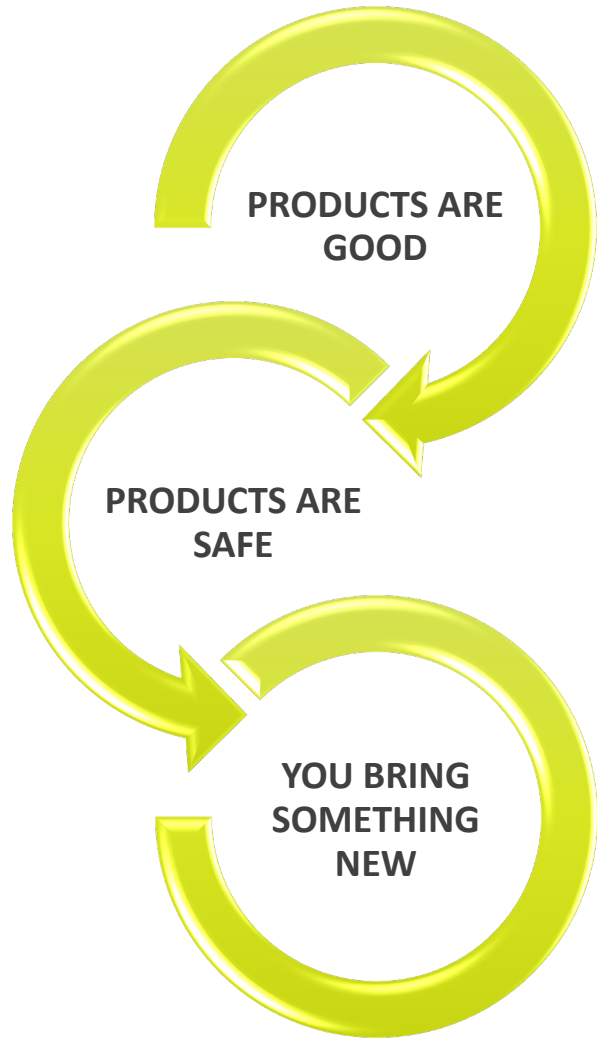 PRODUCTS ARE
GOOD
PRODUCTS ARE
SAFE
YOU BRING
SOMETHING
NEW